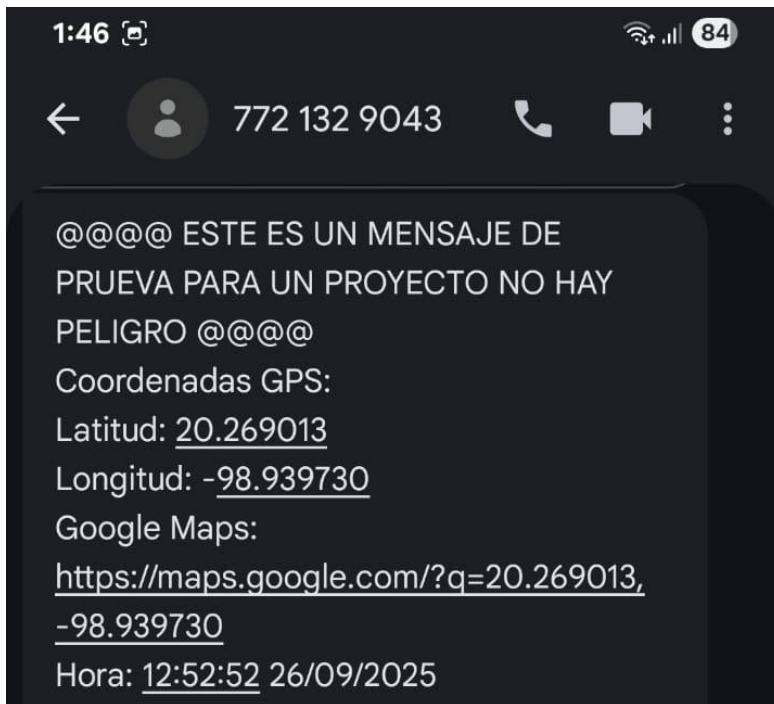 1:46 84
772 132 9043
@@@@ ESTE ES UN MENSAJE DE
PRUEVA PARA UN PROYECTO NO HAY
PELIGRO @@@@
Coordenadas GPS:
Latitud: 20.269013
Longitud: -98.939730
Google Maps:
https://maps.google.com/?q=20.269013,
-98.939730
Hora: 12:52:52 26/09/2025